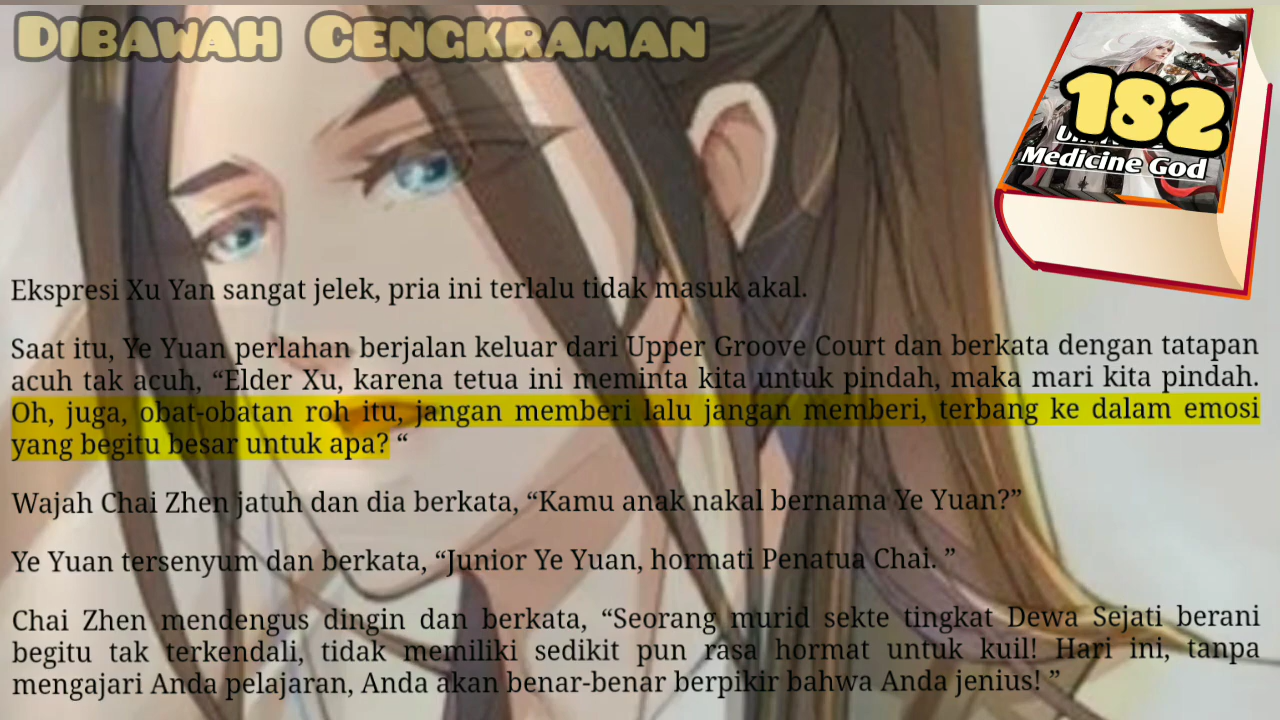 DIBAWAH CENGKRAMAN
182
Medicine God
Ekspresi Xu Yan sangat jelek, pria ini terlalu tidak masuk akal.
Saat itu, Ye Yuan perlahan berjalan keluar dari Upper Groove Court dan berkata dengan tatapan
acuh tak acuh, “Elder Xu, karena tetua ini meminta kita untuk pindah, maka mari kita pindah.
Oh, juga, obat-obatan roh itu, jangan memberi lalu jangan memberi, terbang ke dalam emosi
yang begitu besar untuk apa? “
Wajah Chai Zhen jatuh dan dia berkata, “Kamu anak nakal bernama Ye Yuan?”
Ye Yuan tersenyum dan berkata, “Junior Ye Yuan, hormati Penatua Chai. ”
Chai Zhen mendengus dingin dan berkata, “Seorang murid sekte tingkat Dewa Sejati berani
begitu tak terkendali, tidak memiliki sedikit pun rasa hormat untuk kuil! Hari ini, tanpa
mengajari Anda pelajaran, Anda akan benar-benar berpikir bahwa Anda jenius! ”